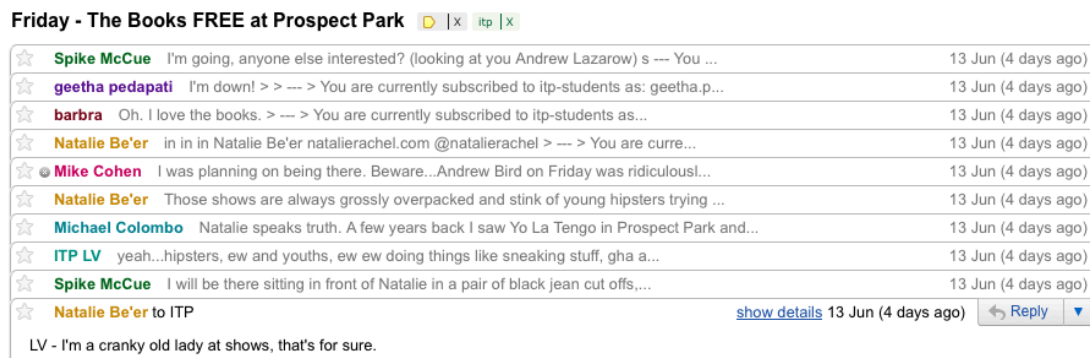 Friday - The Books FREE at Prospect Park | X itp | X
Spike McCue I'm going, anyone else interested? (looking at you Andrew Lazarow) s --- You ... 13 Jun (4 days ago)
geetha pedapati I'm down! > > --- > You are currently subscribed to itp-students as: geetha.p... 13 Jun (4 days ago)
barbra Oh. I love the books. > --- > You are currently subscribed to itp-students as... 13 Jun (4 days ago)
Natalie Be'er in in in Natalie Be'er natalierachel.com @natalierachel > --- > You are curre... 13 Jun (4 days ago)
Mike Cohen I was planning on being there. Beware...Andrew Bird on Friday was ridiculousl... 13 Jun (4 days ago)
Natalie Be'er Those shows are always grossly overpacked and stink of young hipsters trying ... 13 Jun (4 days ago)
Michael Colombo Natalie speaks truth. A few years back I saw Yo La Tengo in Prospect Park and... 13 Jun (4 days ago)
ITP LV yeah...hipsters, ew and youths, ew ew doing things like sneaking stuff, gha a... 13 Jun (4 days ago)
Spike McCue I will be there sitting in front of Natalie in a pair of black jean cut offs,... 13 Jun (4 days ago)
Natalie Be'er to ITP show details 13 Jun (4 days ago) Reply
LV - I'm a cranky old lady at shows, that's for sure.